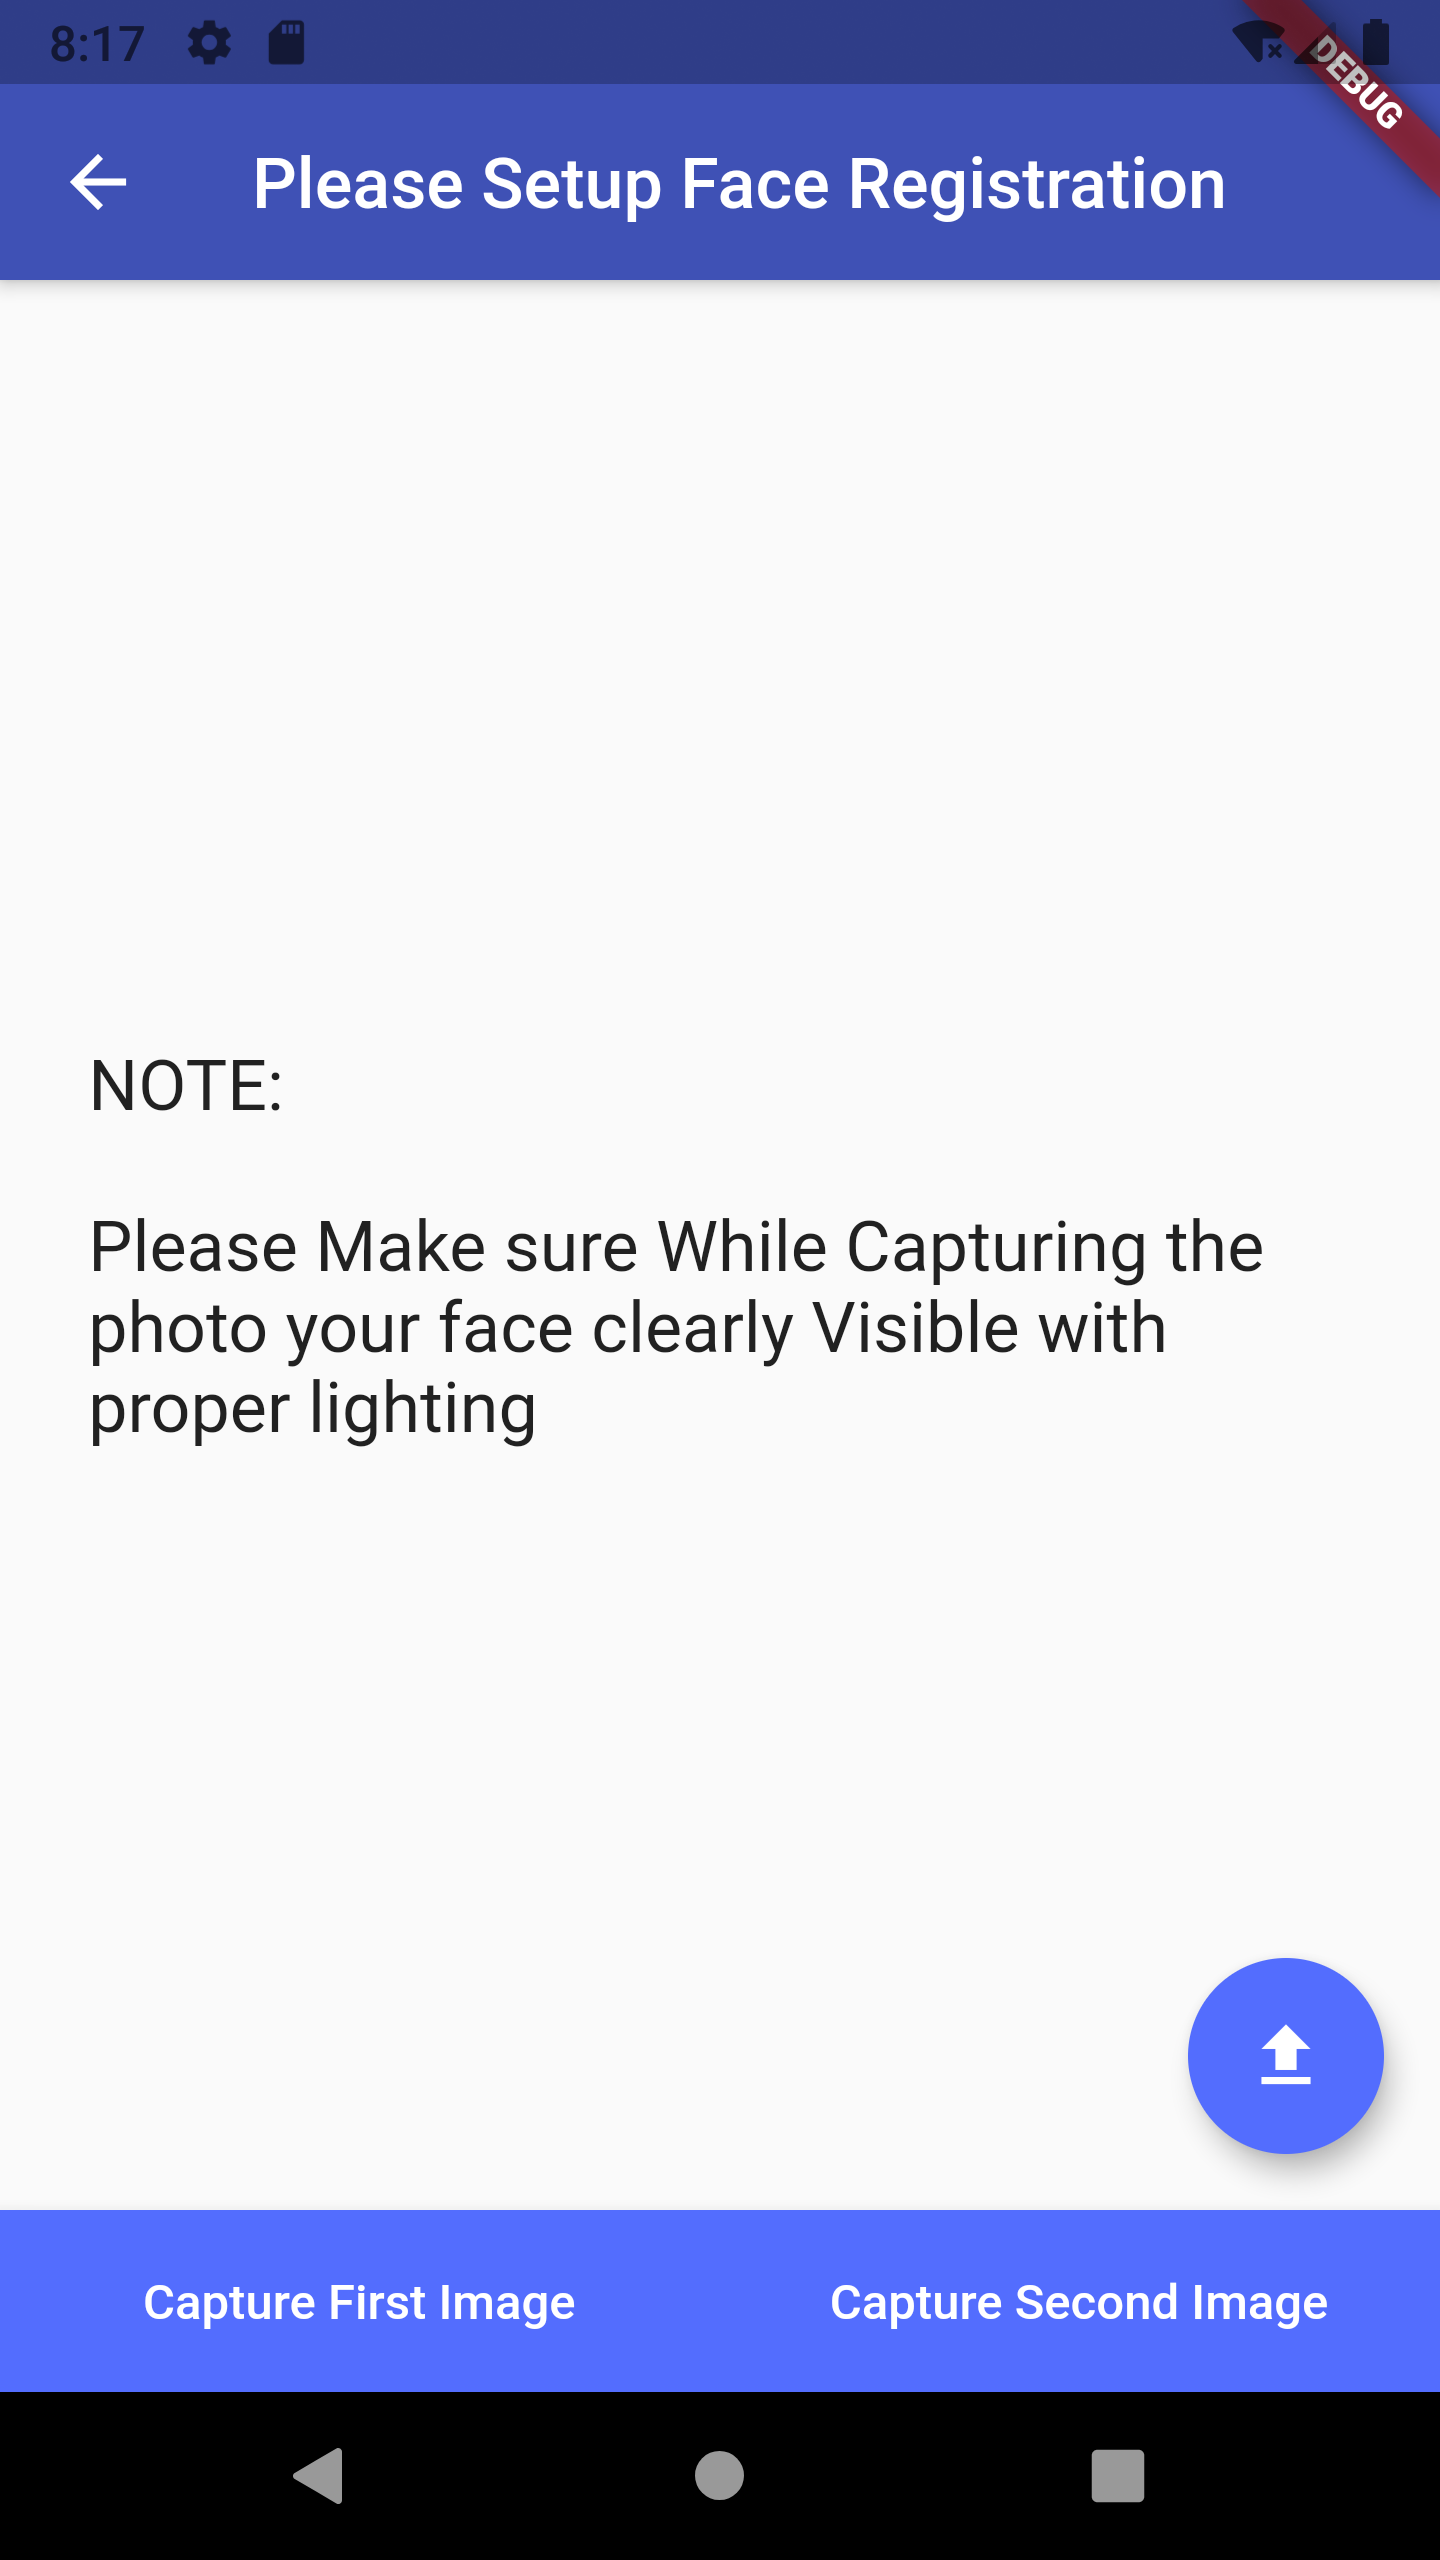 8:17
DEBUG
Please Setup Face Registration
NOTE:
Please Make sure While Capturing the
photo your face clearly Visible with
proper lighting
Capture First Image
Capture Second Image